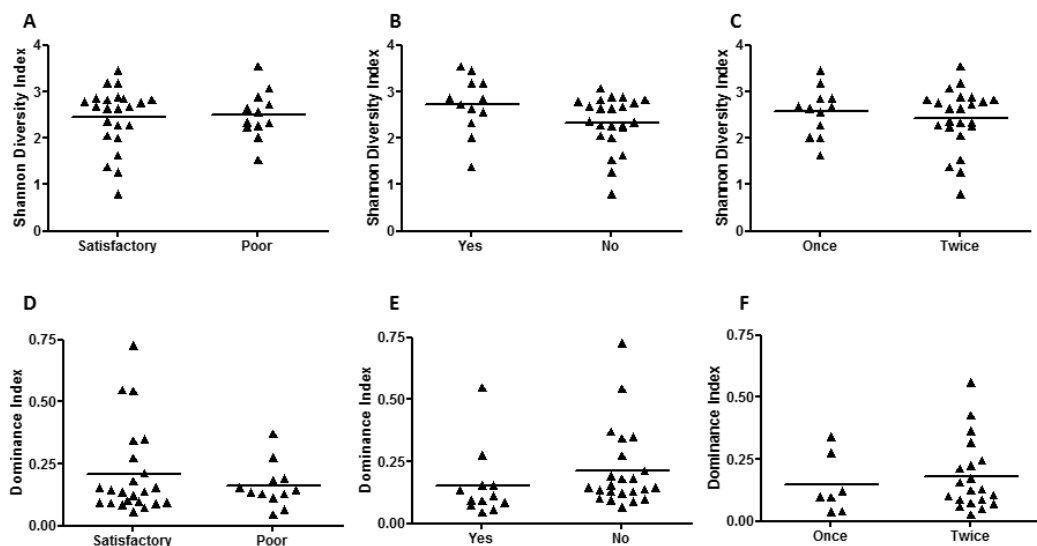 A
Shannon Diversity Index
4
3
2
1
0
Satisfactory Poor
B
Shannon Diversity Index
4
3
2
1
0
Yes No
C
Shannon Diversity Index
4
3
2
1
0
Once Twice
D
Dominance Index
0.75
0.50
0.25
0.00
Satisfactory Poor
E
Dominance Index
0.75
0.50
0.25
0.00
Yes No
F
Dominance Index
0.75
0.50
0.25
0.00
Once Twice